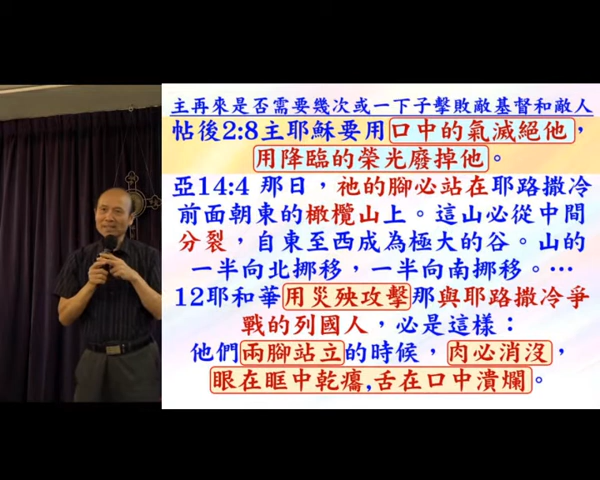 主再來是否需要幾次或一下子擊敗敵基督和敵人
帖後2:8主耶穌要用口中的氣滅絕他，
用降臨的榮光廢掉他。
亞14:4 那日，祂的腳必站在耶路撒冷
前面朝東的橄欖山上。這山必從中間
分裂，自東至西成為極大的谷。山的
一半向北挪移，一半向南挪移。…
12耶和華用災殃攻擊那與耶路撒冷爭
戰的列國人，必是這樣：
他們兩腳站立的時候，肉必消沒，
眼在眶中乾癟,舌在口中潰爛。